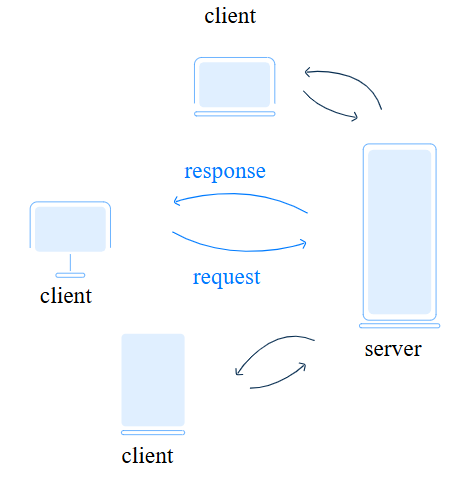 client
response
request
client
server
client